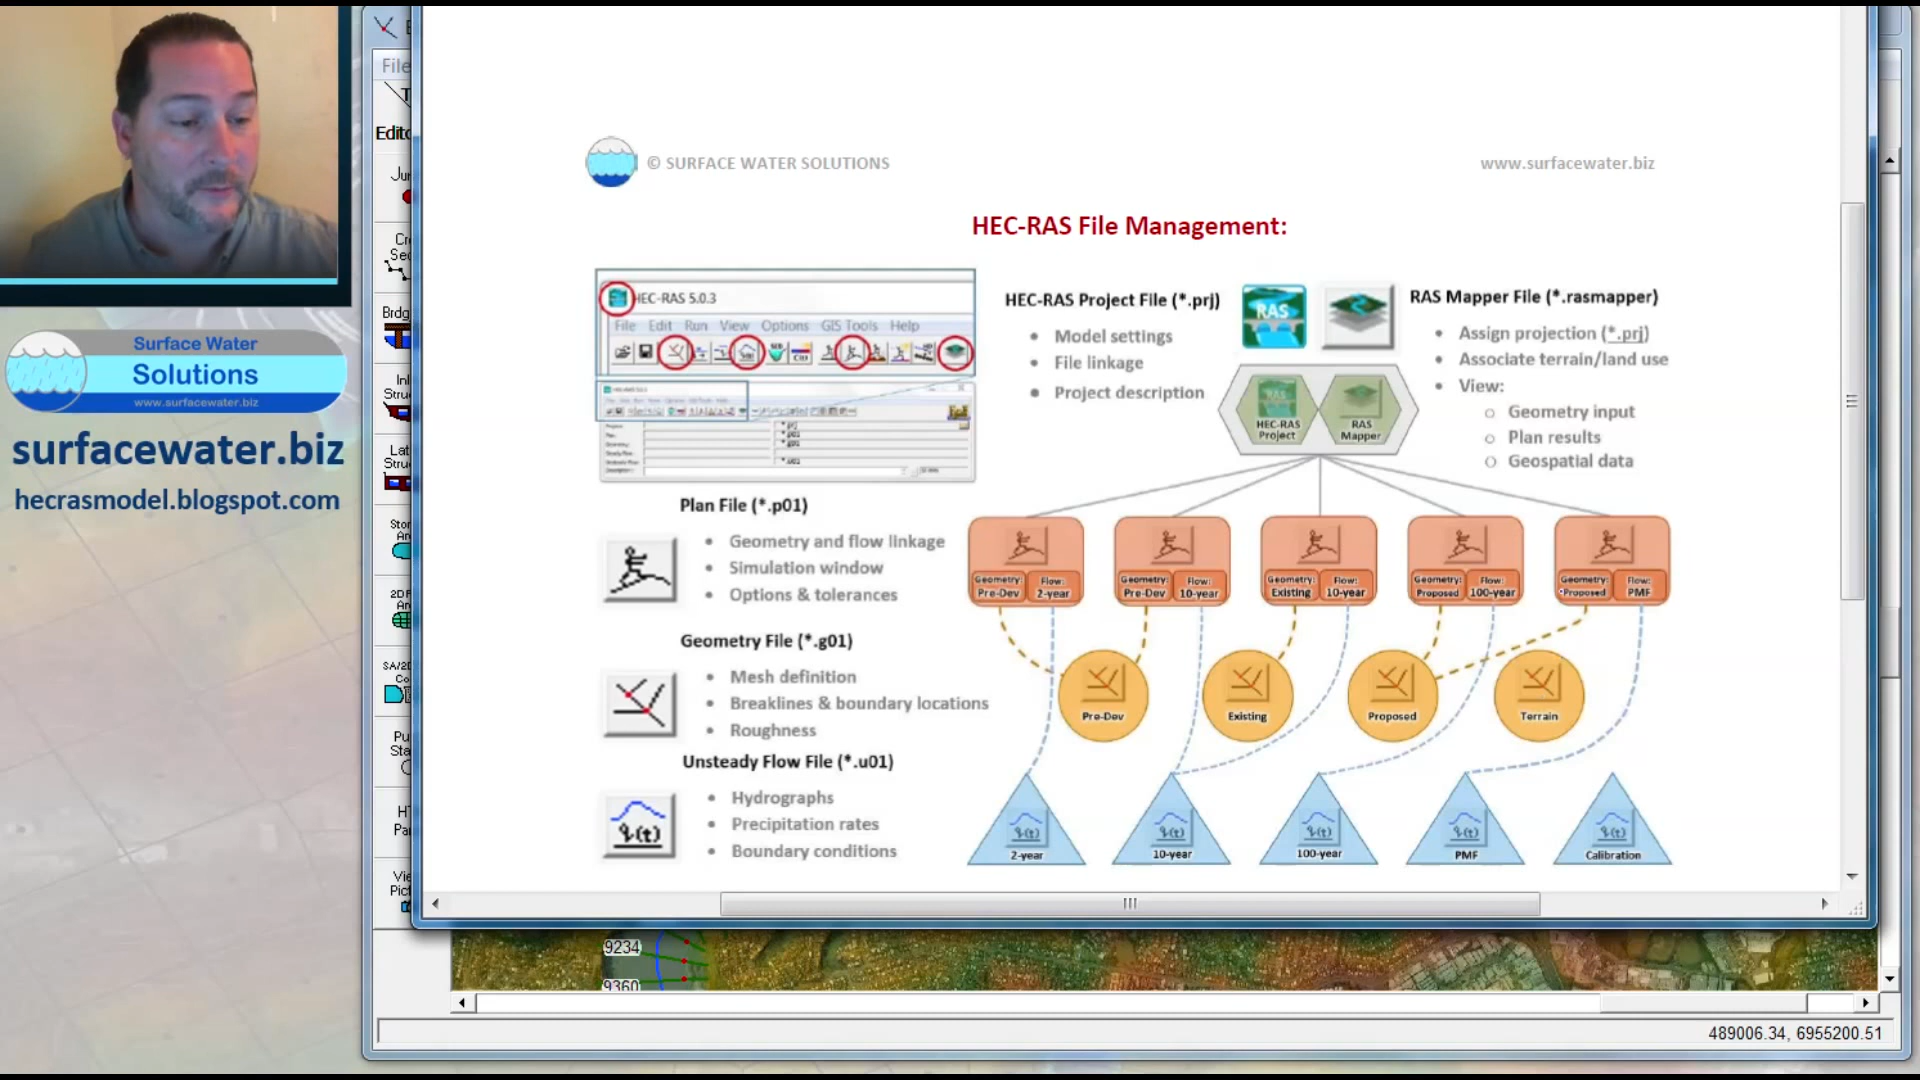 Surface Water
Solutions
www.surfacewater.biz
surfacewater.biz
hecrasmodel.blogspot.com
File
© SURFACE WATER SOLUTIONS
www.surfacewater.biz
HEC-RAS File Management:
HEC-RAS 5.0.3
File Edit Run View Options GIS Tools Help
HEC-RAS Project File (*.prj)
Model settings
File linkage
Project description
RAS
RAS Mapper File (*.rasmapper)
Assign projection (*.prj)
Associate terrain/land use
View:
Geometry input
Plan results
Geospatial data
HEC-RAS
Project
RAS
Mapper
Plan File (*.p01)
Geometry and flow linkage
Simulation window
Options & tolerances
Geometry:
Pre-Dev
Flow:
2-year
Geometry:
Pre-Dev
Flow:
10-year
Geometry:
Existing
Flow:
10-year
Geometry:
Proposed
Flow:
100-year
Geometry:
Proposed
Flow:
PMF
Geometry File (*.g01)
Mesh definition
Breaklines & boundary locations
Roughness
Pre-Dev
Existing
Proposed
Terrain
Unsteady Flow File (*.u01)
Hydrographs
Precipitation rates
Boundary conditions
2-year
10-year
100-year
PMF
Calibration
9234
9360
489006.34, 6955200.51